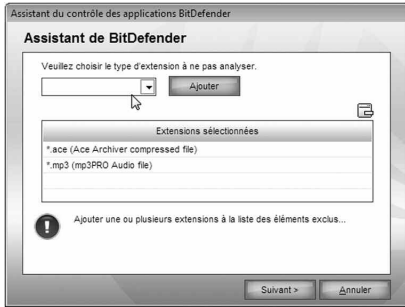 Assistant du contrôle des applications BitDefender
Assistant de BitDefender
Veuillez choisir le type d'extension à ne pas analyser.
Ajouter
Extensions sélectionnées
*.ace (Ace Archiver compressed file)
*.mp3 (mp3PRO Audio file)
Ajouter une ou plusieurs extensions à la liste des éléments exclus...
Suivant > Annuler